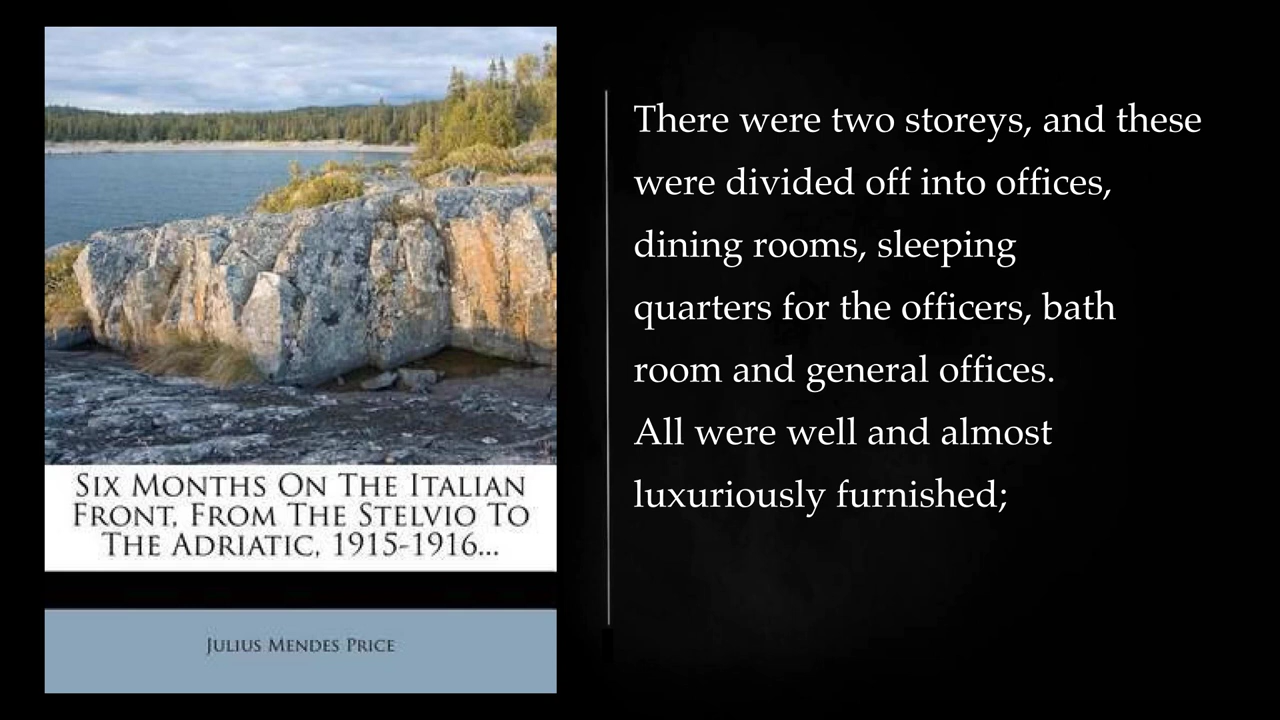 There were two storeys, and these
were divided off into offices,
dining rooms, sleeping
quarters for the officers, bath
room and general offices.
All were well and almost
luxuriously furnished;
Six Months On The Italian
Front, From The Stelvio To
The Adriatic, 1915-1916...
Julius Mendes Price